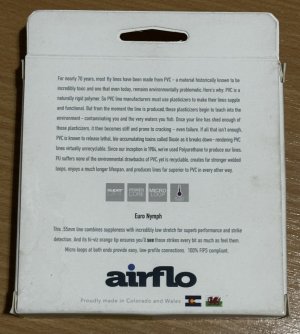 For nearly 70 years, most fly lines have been made from PVC - a material historically known to be
incredibly toxic and one that even today, remains environmentally problematic. Here's why: PVC is
a naturally rigid polymer. So PVC line manufacturers must use plasticizers to make their lines supple
and functional. But from the moment the line is produced, these plasticizers begin to leach into the
environment - contaminating you and the very waters you fish. Once your line has shed enough of
these plasticizers, it then becomes stiff and prone to cracking - even failure. If all that isn't enough,
PVC is known to release lethal, bio-accumulating toxins called Dioxin as it breaks down - rendering PVC
lines virtually unrecyclable. Since our inception in 1984, we've used Polyurethane to produce our lines.
PU suffers none of the environmental drawbacks of PVC, yet is recyclable, creates for stronger welded
loops, enjoys a much longer lifespan, and produces lines far superior to PVC in every other way.
super
POWER CORE
MICRO LOOP
Euro Nymph
This .55mm line combines suppleness with incredibly low stretch for superb performance and strike
detection. And its hi-viz orange tip ensures you'll see those strikes every bit as much as feel them.
Micro loops at both ends provide easy, low-profile connections. 100% FIPS compliant.
airflo
Proudly made in Colorado and Wales